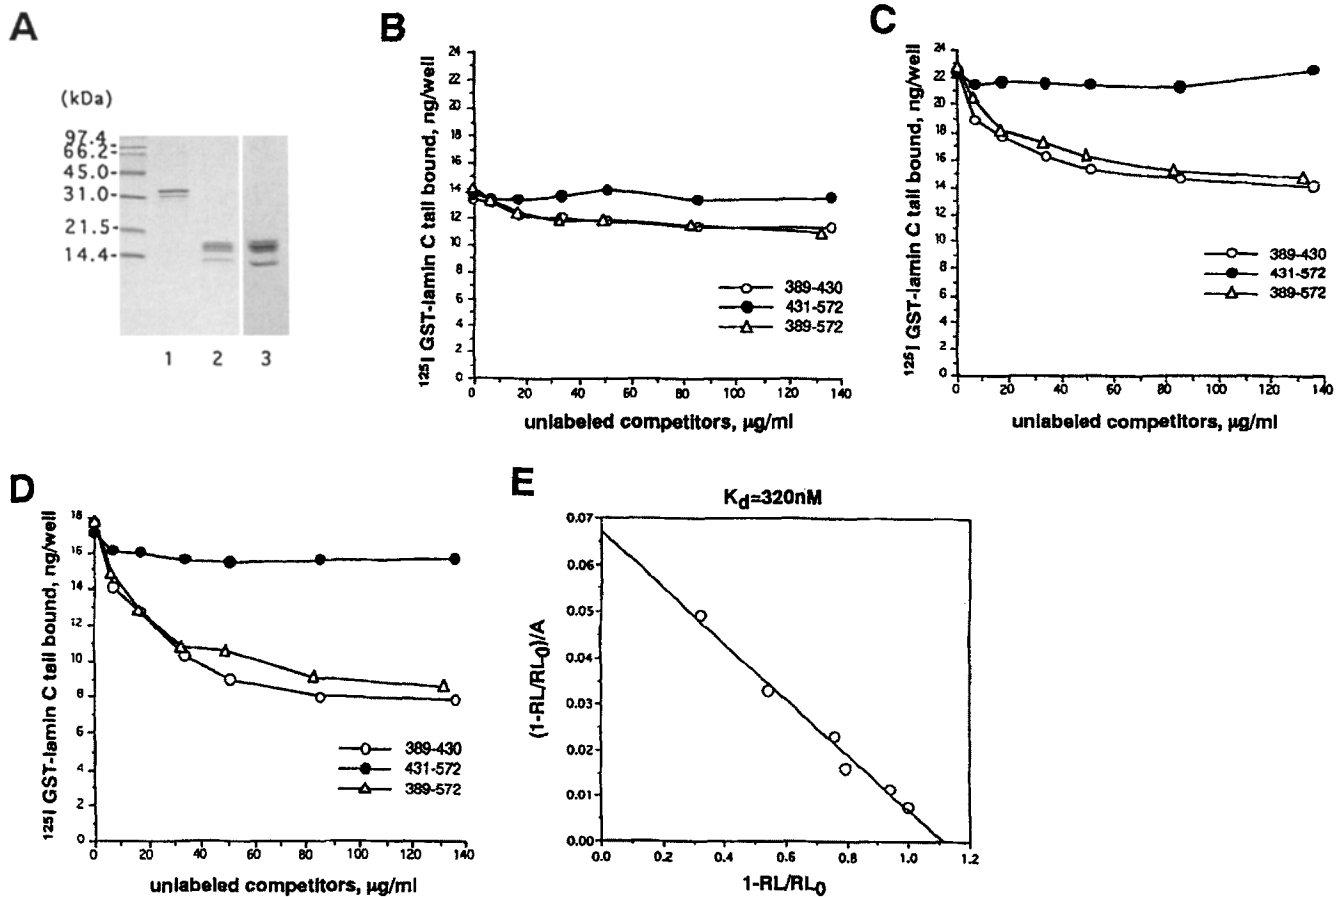 A
(kDa)
97.4
66.2
45.0
31.0
21.5
14.4
1 2 3
B
¹²⁵I GST-lamin C tail bound, ng/well
24
22
20
18
16
14
12
10
8
6
4
2
0
0 20 40 60 80 100 120 140
unlabeled competitors, µg/ml
389-430
431-572
389-572
C
¹²⁵I GST-lamin C tail bound, ng/well
24
22
20
18
16
14
12
10
8
6
4
2
0
0 20 40 60 80 100 120 140
unlabeled competitors, µg/ml
389-430
431-572
389-572
D
¹²⁵I GST-lamin C tail bound, ng/well
18
16
14
12
10
8
6
4
2
0
0 20 40 60 80 100 120 140
unlabeled competitors, µg/ml
389-430
431-572
389-572
E
Kd=320nM
(1-RL/RL0)/A
0.07
0.06
0.05
0.04
0.03
0.02
0.01
0.00
0.0 0.2 0.4 0.6 0.8 1.0 1.2
1-RL/RL0